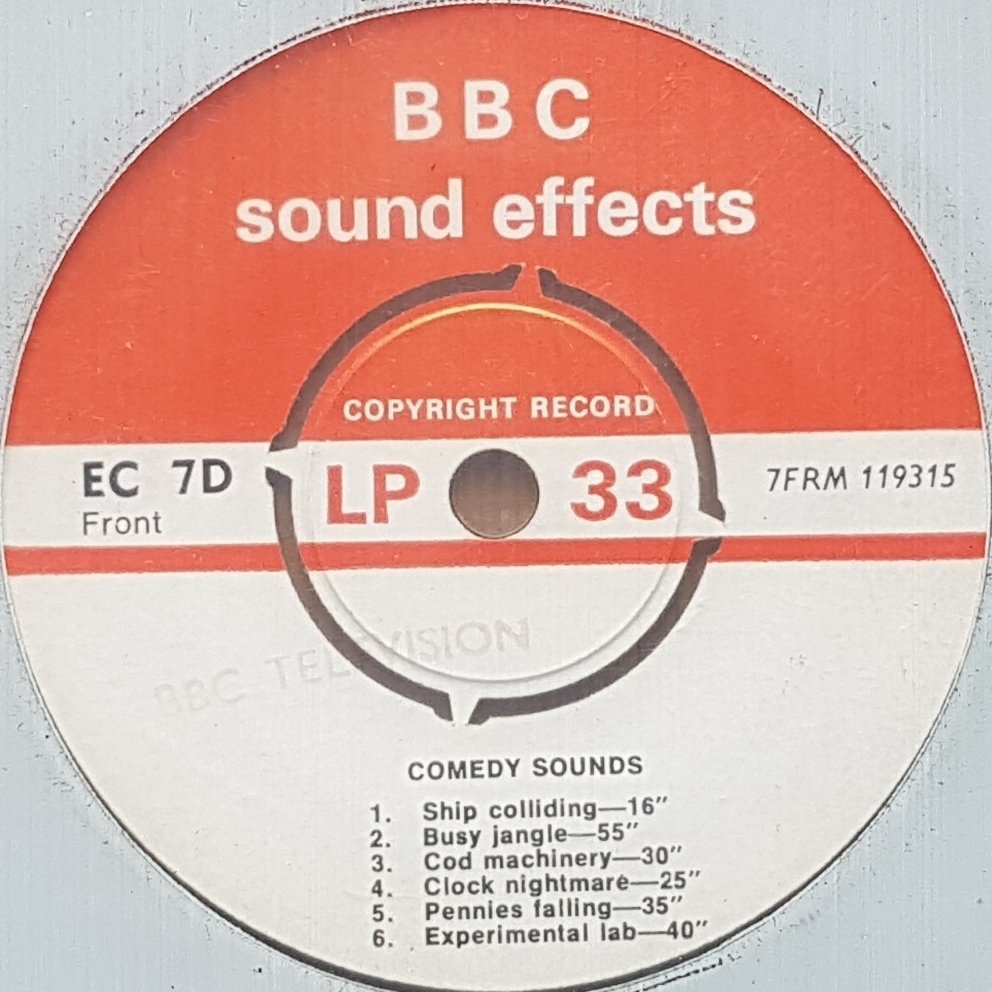 BBC
sound effects
COPYRIGHT RECORD
EC 7D
Front
LP 33
7FRM 119315
BBC TELEVISION
COMEDY SOUNDS
1. Ship colliding—16″
2. Busy jangle—55″
3. Cod machinery—30″
4. Clock nightmare—25″
5. Pennies falling—35″
6. Experimental lab—40″